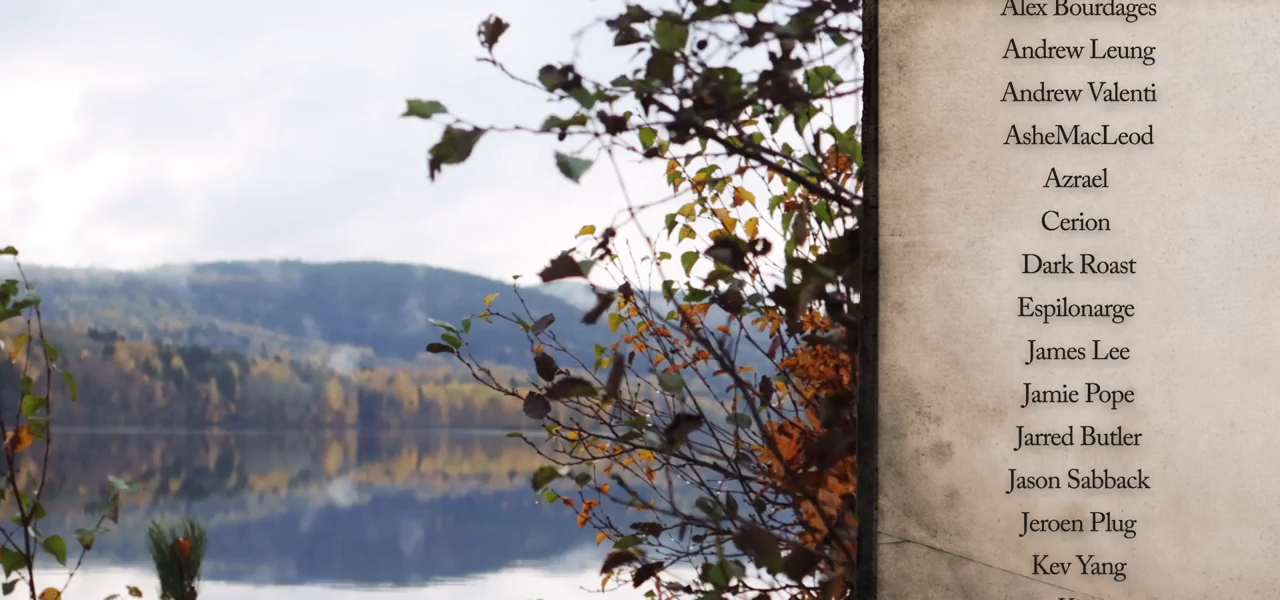 Alex Bourdages
Andrew Leung
Andrew Valenti
AsheMacLeod
Azrael
Cerion
Dark Roast
Espilonarge
James Lee
Jamie Pope
Jarred Butler
Jason Sabback
Jeroen Plug
Kev Yang